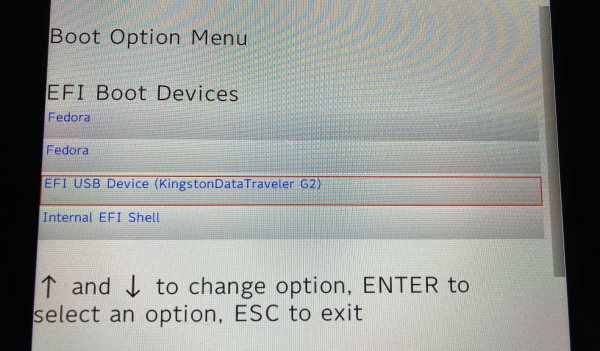 Boot Option Menu
EFI Boot Devices
Fedora
Fedora
EFI USB Device (KingstonDataTraveler G2)
Internal EFI Shell
↑ and ↓ to change option, ENTER to
select an option, ESC to exit